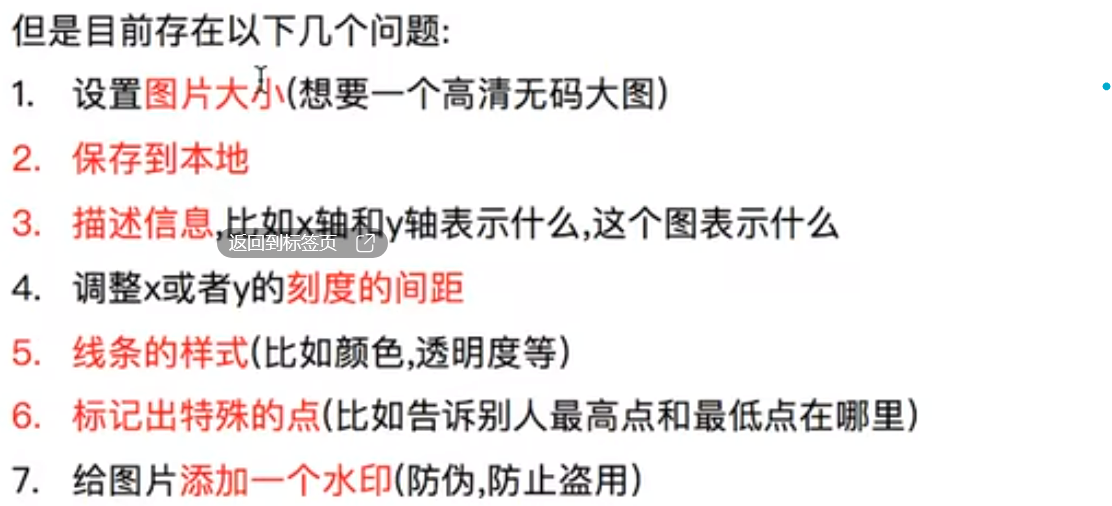 但是目前存在以下几个问题:
1. 设置图片大小(想要一个高清无码大图)
2. 保存到本地
3. 描述信息,比如x轴和y轴表示什么,这个图表示什么
返回到标签页
4. 调整x或者y的刻度的间距
5. 线条的样式(比如颜色,透明度等)
6. 标记出特殊的点(比如告诉别人最高点和最低点在哪里)
7. 给图片添加一个水印(防伪,防止盗用)